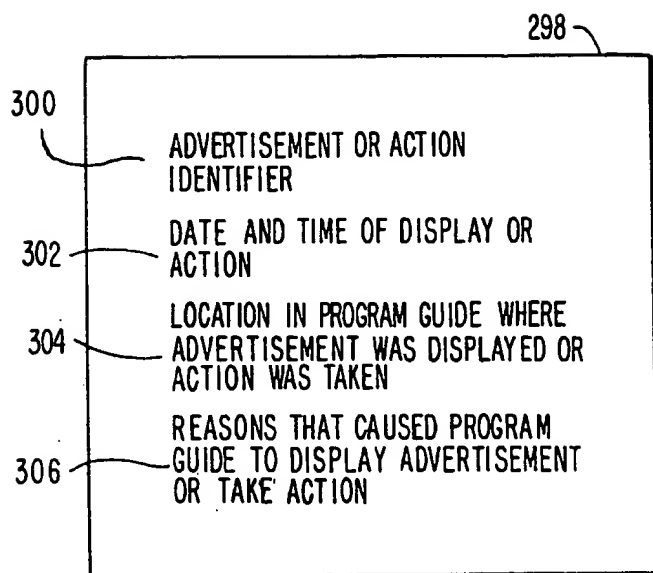 298
300
ADVERTISEMENT OR ACTION
IDENTIFIER
302
DATE AND TIME OF DISPLAY OR
ACTION
304
LOCATION IN PROGRAM GUIDE WHERE
ADVERTISEMENT WAS DISPLAYED OR
ACTION WAS TAKEN
306
REASONS THAT CAUSED PROGRAM
GUIDE TO DISPLAY ADVERTISEMENT
OR TAKE ACTION